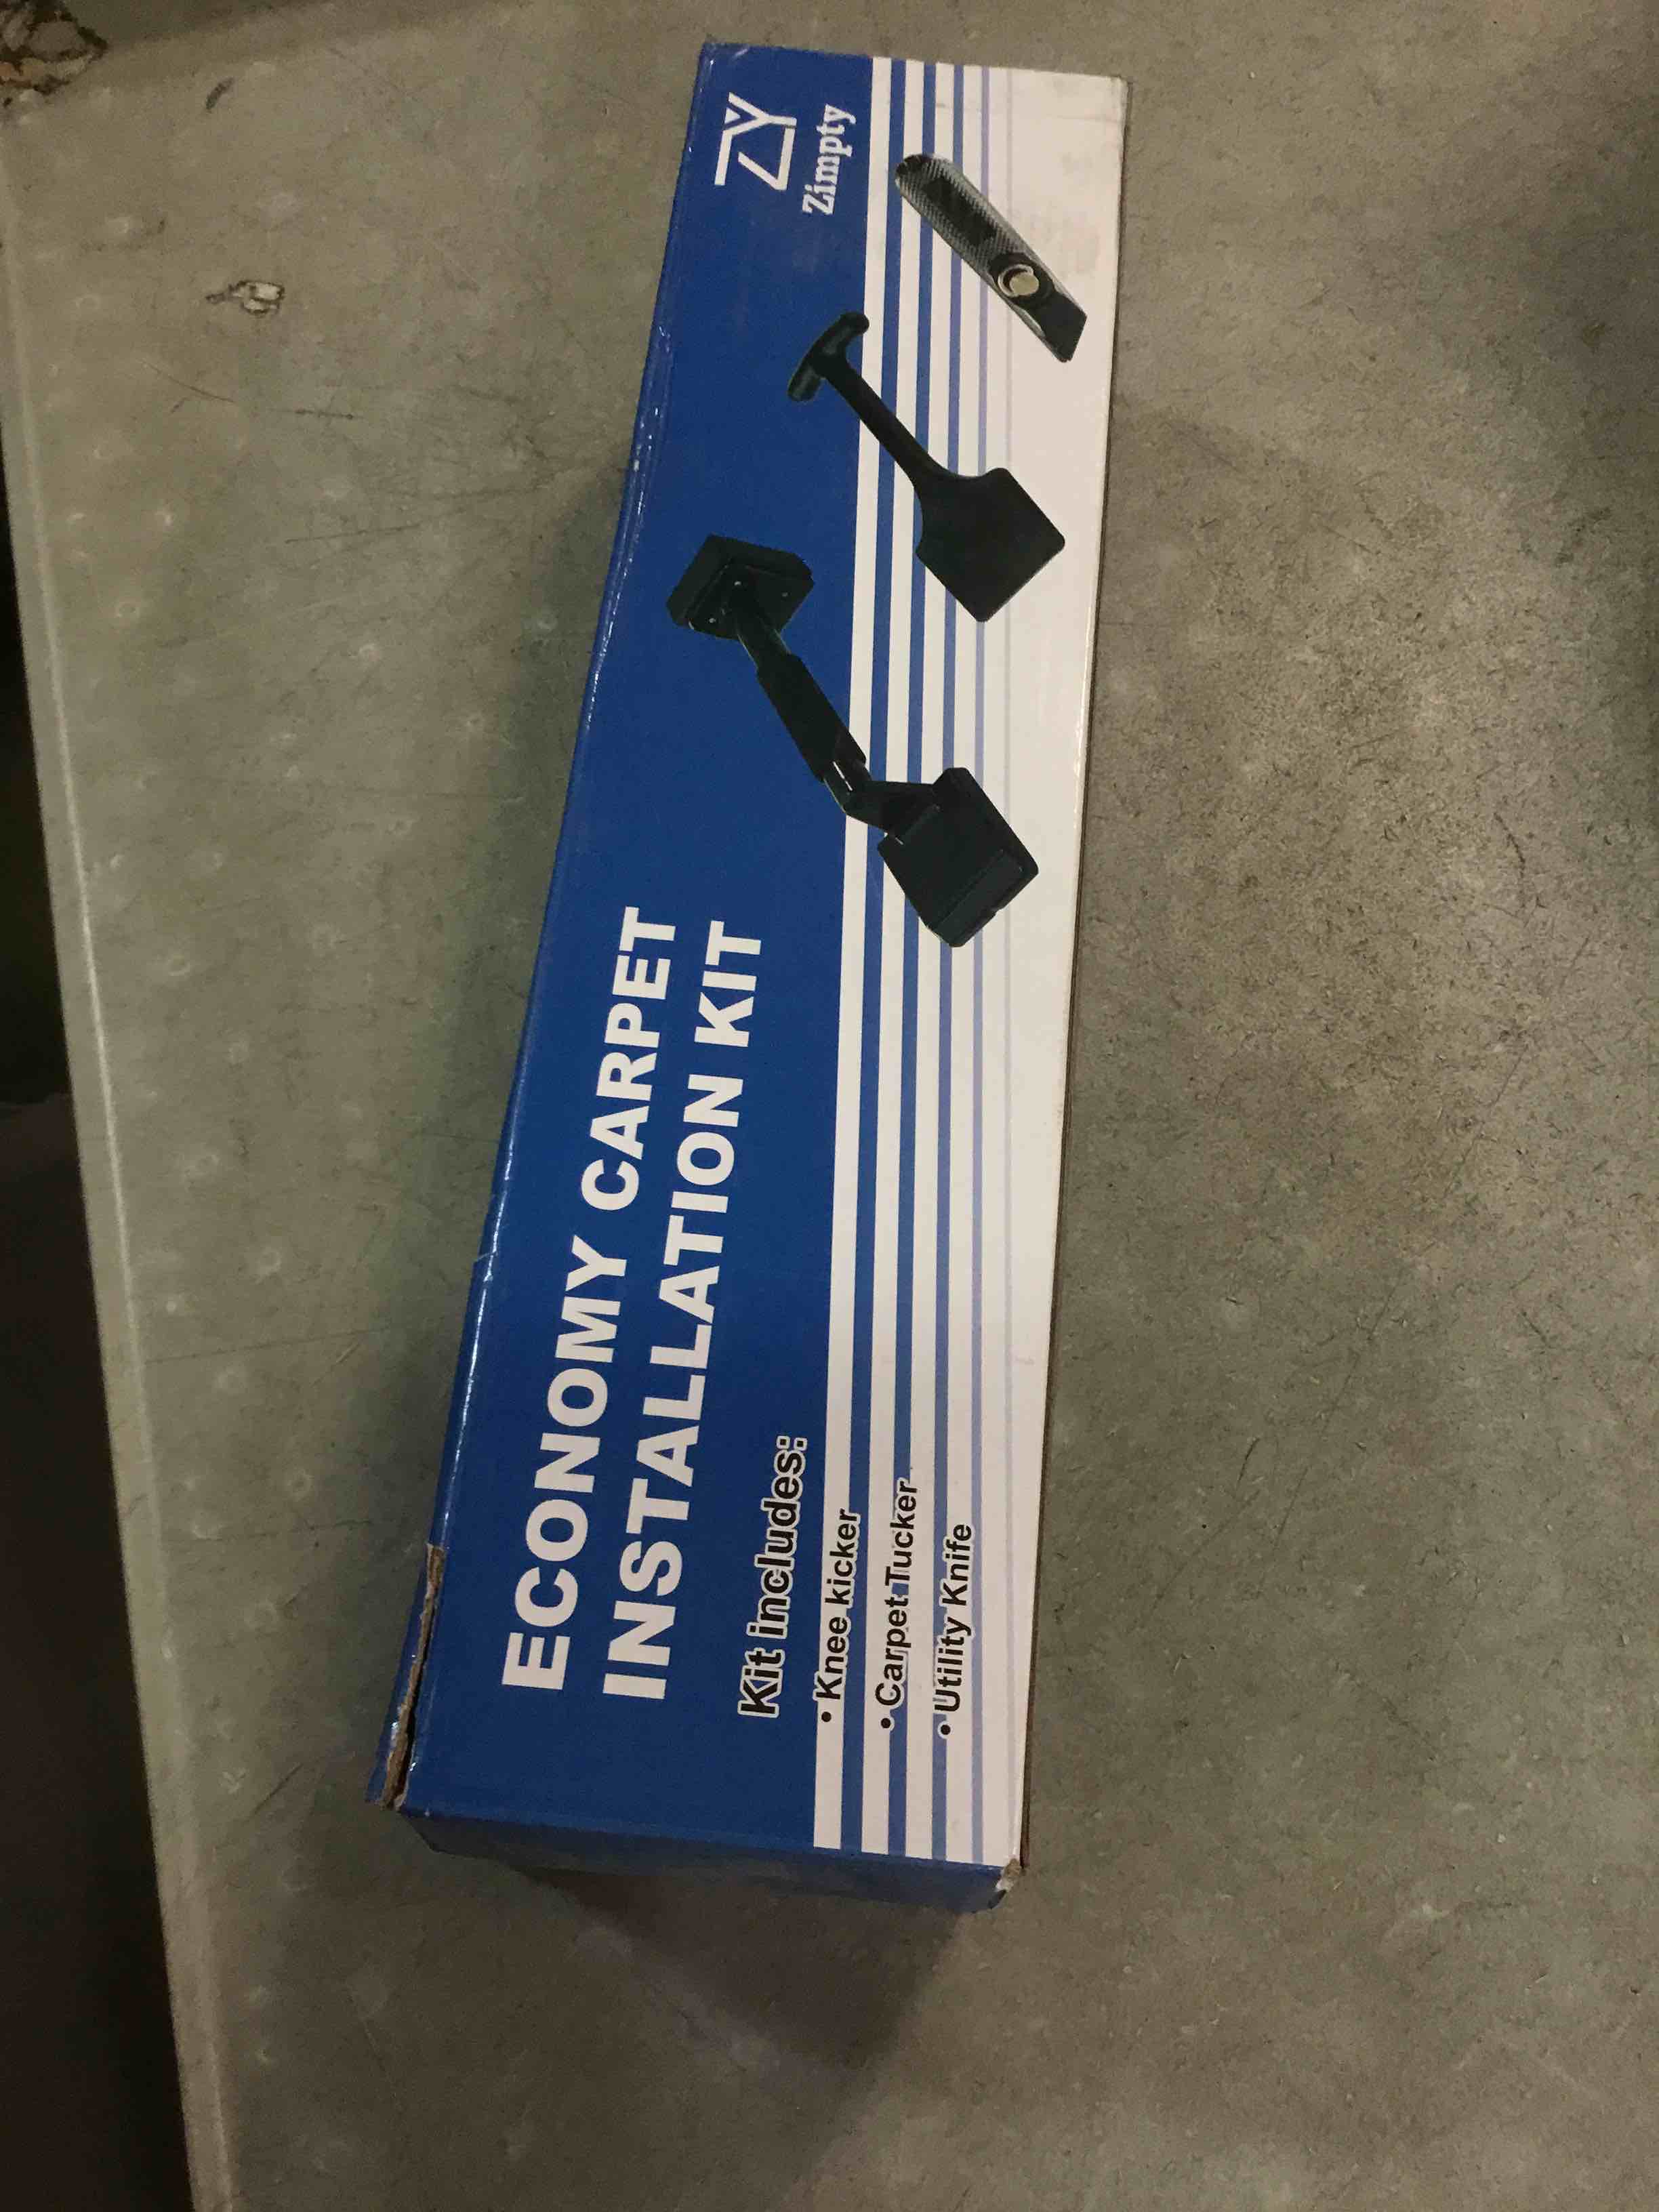 ZY
Zimpty
ECONOMY CARPET
INSTALLATION KIT
Kit includes:
• Knee kicker
• Carpet Tucker
• Utility Knife